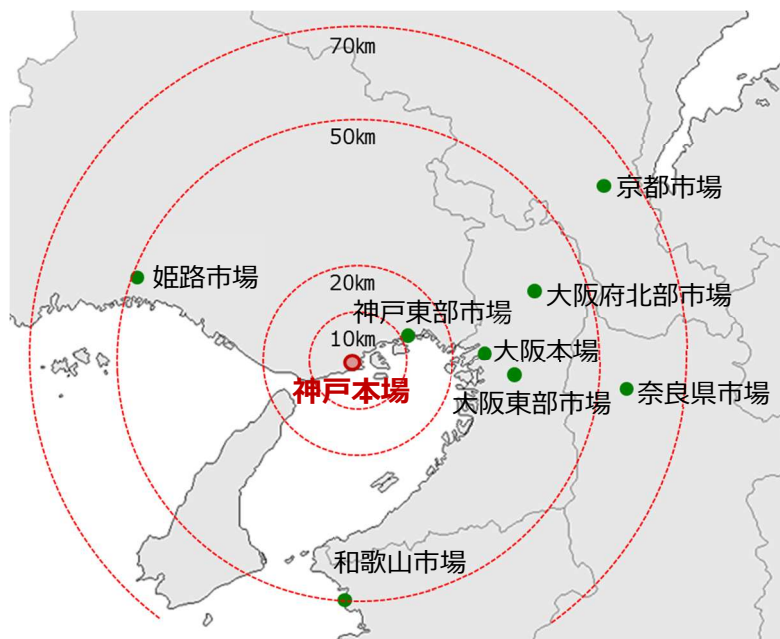 70km
50km
京都市場
姫路市場
20km
大阪府北部市場
神戸東部市場
10km
大阪本場
神戸本場
大阪東部市場
奈良県市場
和歌山市場